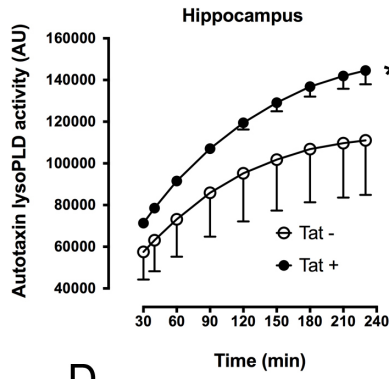 Hippocampus
Autotaxin lysoPLD activity (AU)
160000
140000
120000
100000
80000
60000
40000
*
Tat -
Tat +
30 60 90 120 150 180 210 240
Time (min)
D